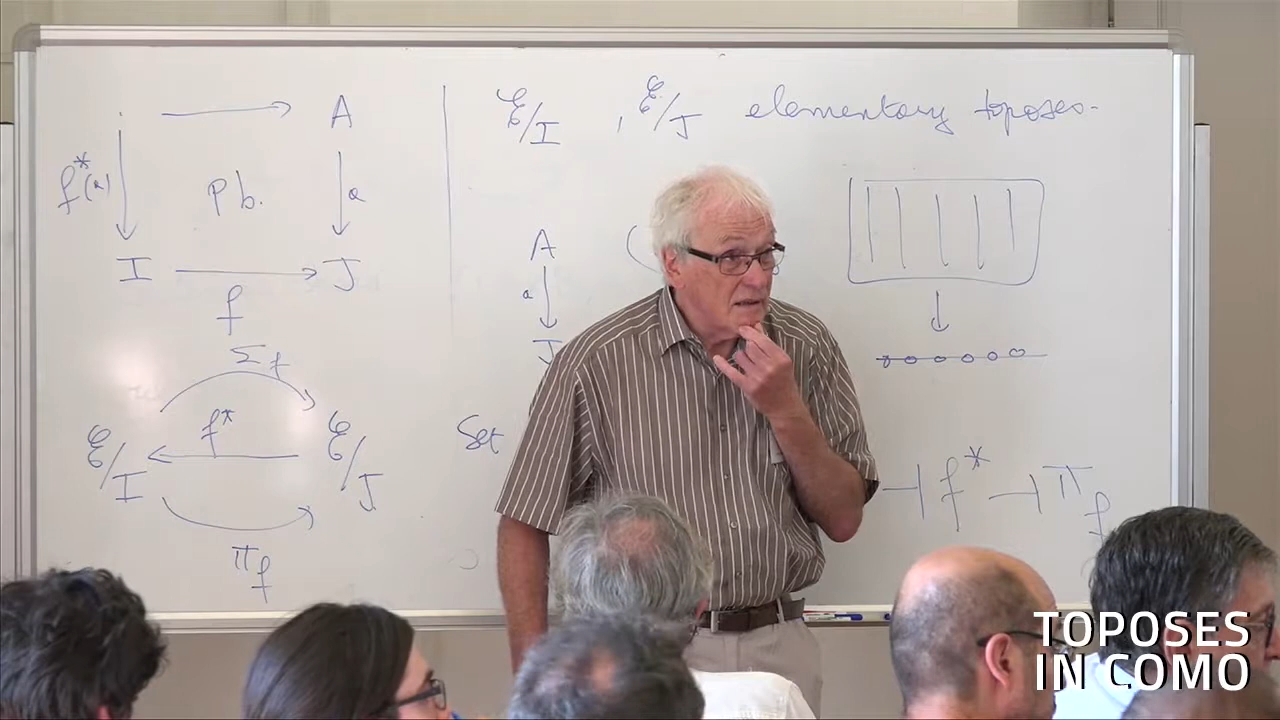 A
ℰ/I , ℰ/J elementary toposes.
f*(a)
Pb.
a
I
J
f
A
a
J
Σf
f*
ℰ/I
ℰ/J
πf
Set
⊣ f* ⊣ πf
TOPOSES
IN COMO